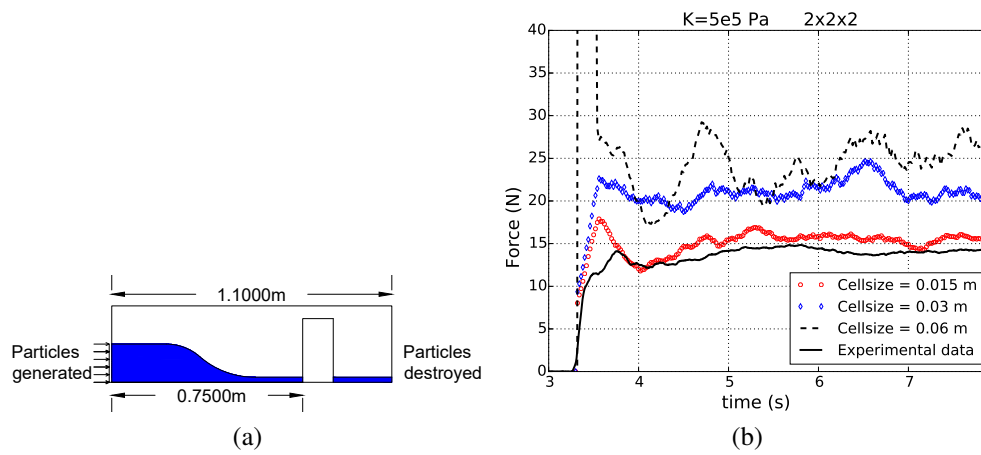 1.1000m
Particles
generated
Particles
destroyed
0.7500m
(a)
K=5e5 Pa 2x2x2
Force (N)
40
35
30
25
20
15
10
5
0
3 4 5 6 7
time (s)
Cellsize = 0.015 m
Cellsize = 0.03 m
Cellsize = 0.06 m
Experimental data
(b)